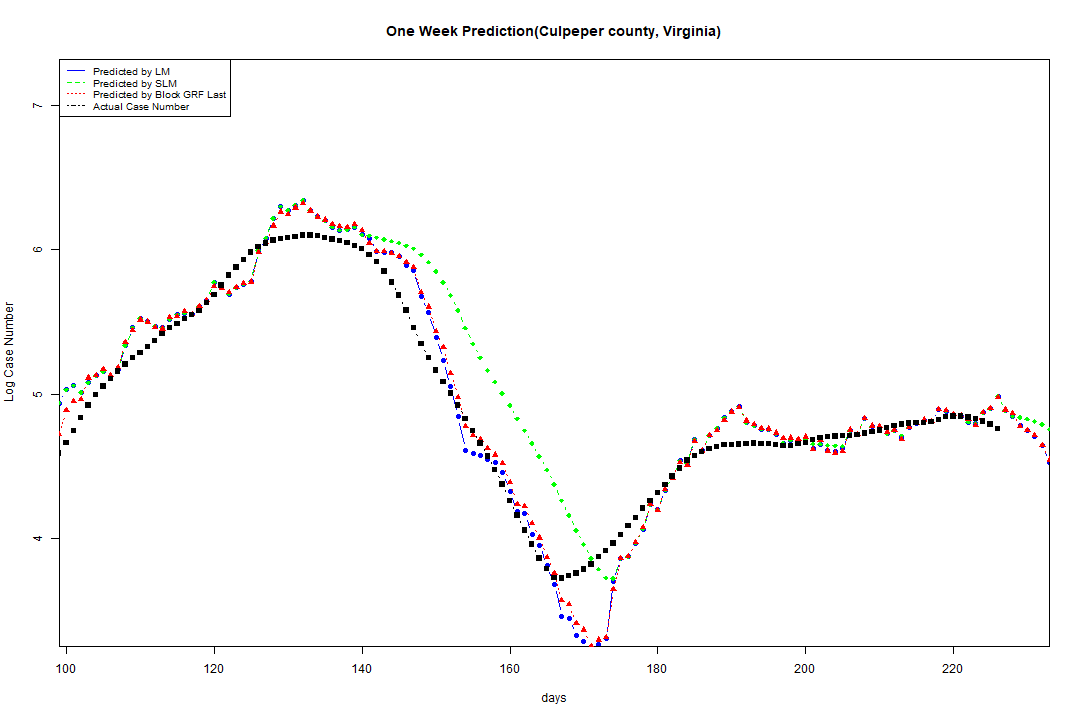 One Week Prediction(Culpeper county, Virginia)
Predicted by LM
Predicted by SLM
Predicted by Block GRF Last
Actual Case Number
7
6
5
4
Log Case Number
100 120 140 160 180 200 220
days